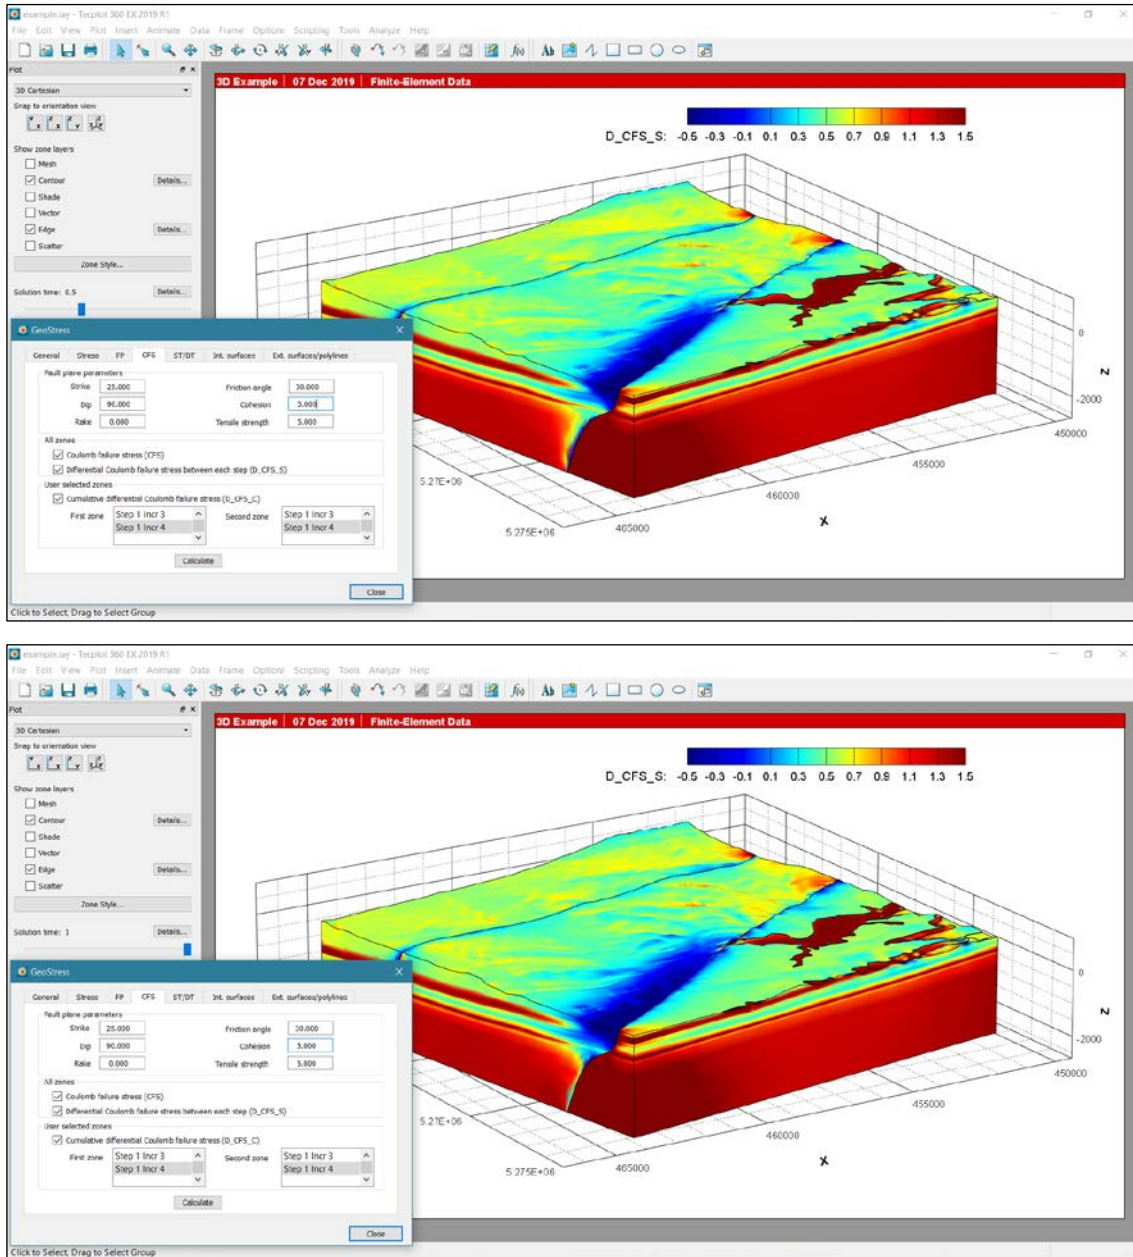 example.lay - Tecplot 360 EX 2019 R1
File Edit View Plot Insert Animate Data Frame Options Scripting Tools Analyze Help
Plot
3D Cartesian
Snap to orientation view
Show zone layers
Mesh
Contour Details...
Shade
Vector
Edge Details...
Scatter
Zone Style...
Solution time: 0.5 Details...
3D Example | 07 Dec 2019 | Finite-Element Data
D_CFS_S: -0.5 -0.3 -0.1 0.1 0.3 0.5 0.7 0.9 1.1 1.3 1.5
0
Z
-2000
450000
455000
460000
X
465000
5.27E+06
5.275E+06
GeoStress
General Stress FP CFS ST/DT Int. surfaces Ext. surfaces/polylines
Fault plane parameters
Strike 25.000 Friction angle 30.000
Dip 90.000 Cohesion 5.000
Rake 0.000 Tensile strength 5.000
All zones
Coulomb failure stress (CFS)
Differential Coulomb failure stress between each step (D_CFS_S)
User selected zones
Cumulative differential Coulomb failure stress (D_CFS_C)
First zone Step 1 Incr 3 Second zone Step 1 Incr 3
Step 1 Incr 4 Step 1 Incr 4
Calculate
Close
Click to Select, Drag to Select Group
example.lay - Tecplot 360 EX 2019 R1
File Edit View Plot Insert Animate Data Frame Options Scripting Tools Analyze Help
Plot
3D Cartesian
Snap to orientation view
Show zone layers
Mesh
Contour Details...
Shade
Vector
Edge Details...
Scatter
Zone Style...
Solution time: 1 Details...
3D Example | 07 Dec 2019 | Finite-Element Data
D_CFS_S: -0.5 -0.3 -0.1 0.1 0.3 0.5 0.7 0.9 1.1 1.3 1.5
0
Z
-2000
450000
455000
460000
X
465000
5.27E+06
5.275E+06
GeoStress
General Stress FP CFS ST/DT Int. surfaces Ext. surfaces/polylines
Fault plane parameters
Strike 25.000 Friction angle 30.000
Dip 90.000 Cohesion 5.000
Rake 0.000 Tensile strength 5.000
All zones
Coulomb failure stress (CFS)
Differential Coulomb failure stress between each step (D_CFS_S)
User selected zones
Cumulative differential Coulomb failure stress (D_CFS_C)
First zone Step 1 Incr 3 Second zone Step 1 Incr 3
Step 1 Incr 4 Step 1 Incr 4
Calculate
Close
Click to Select, Drag to Select Group